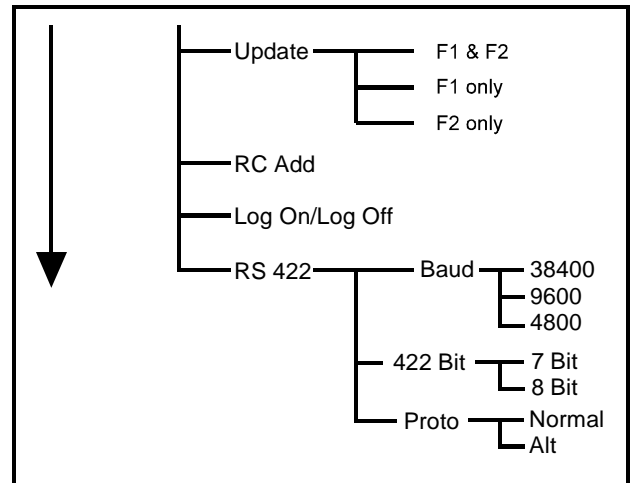 Update F1 & F2
F1 only
F2 only
RC Add
Log On/Log Off
RS 422 Baud 38400
9600
4800
422 Bit 7 Bit
8 Bit
Proto Normal
Alt